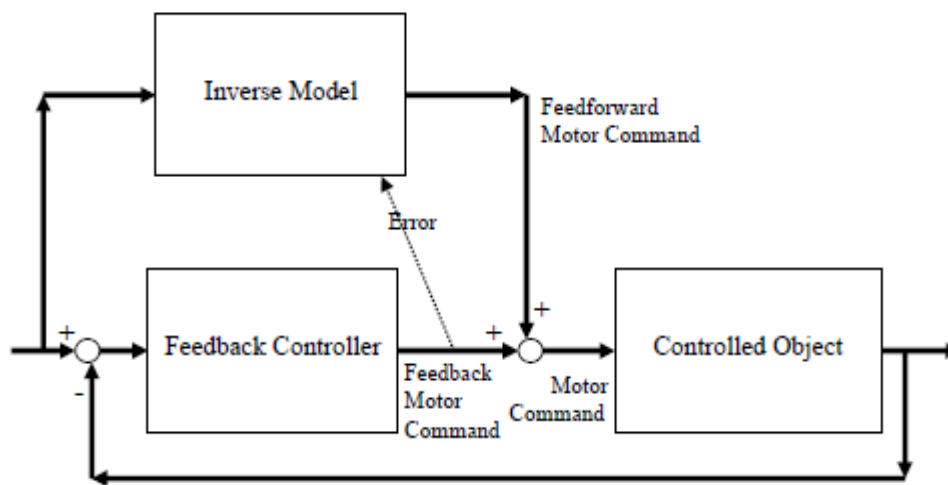 Inverse Model
Feedforward
Motor Command
Error
+
+
+
-
Feedback Controller
Feedback
Motor
Command
Motor
Command
Controlled Object